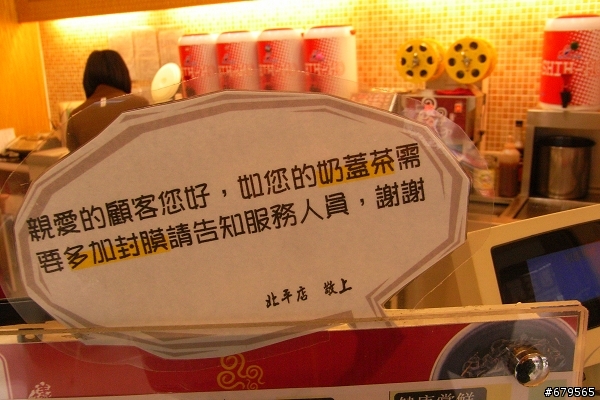 親愛的顧客您好，如您的奶蓋茶需
要多加封膜請告知服務人員，謝謝
北平店 敬上
#679565